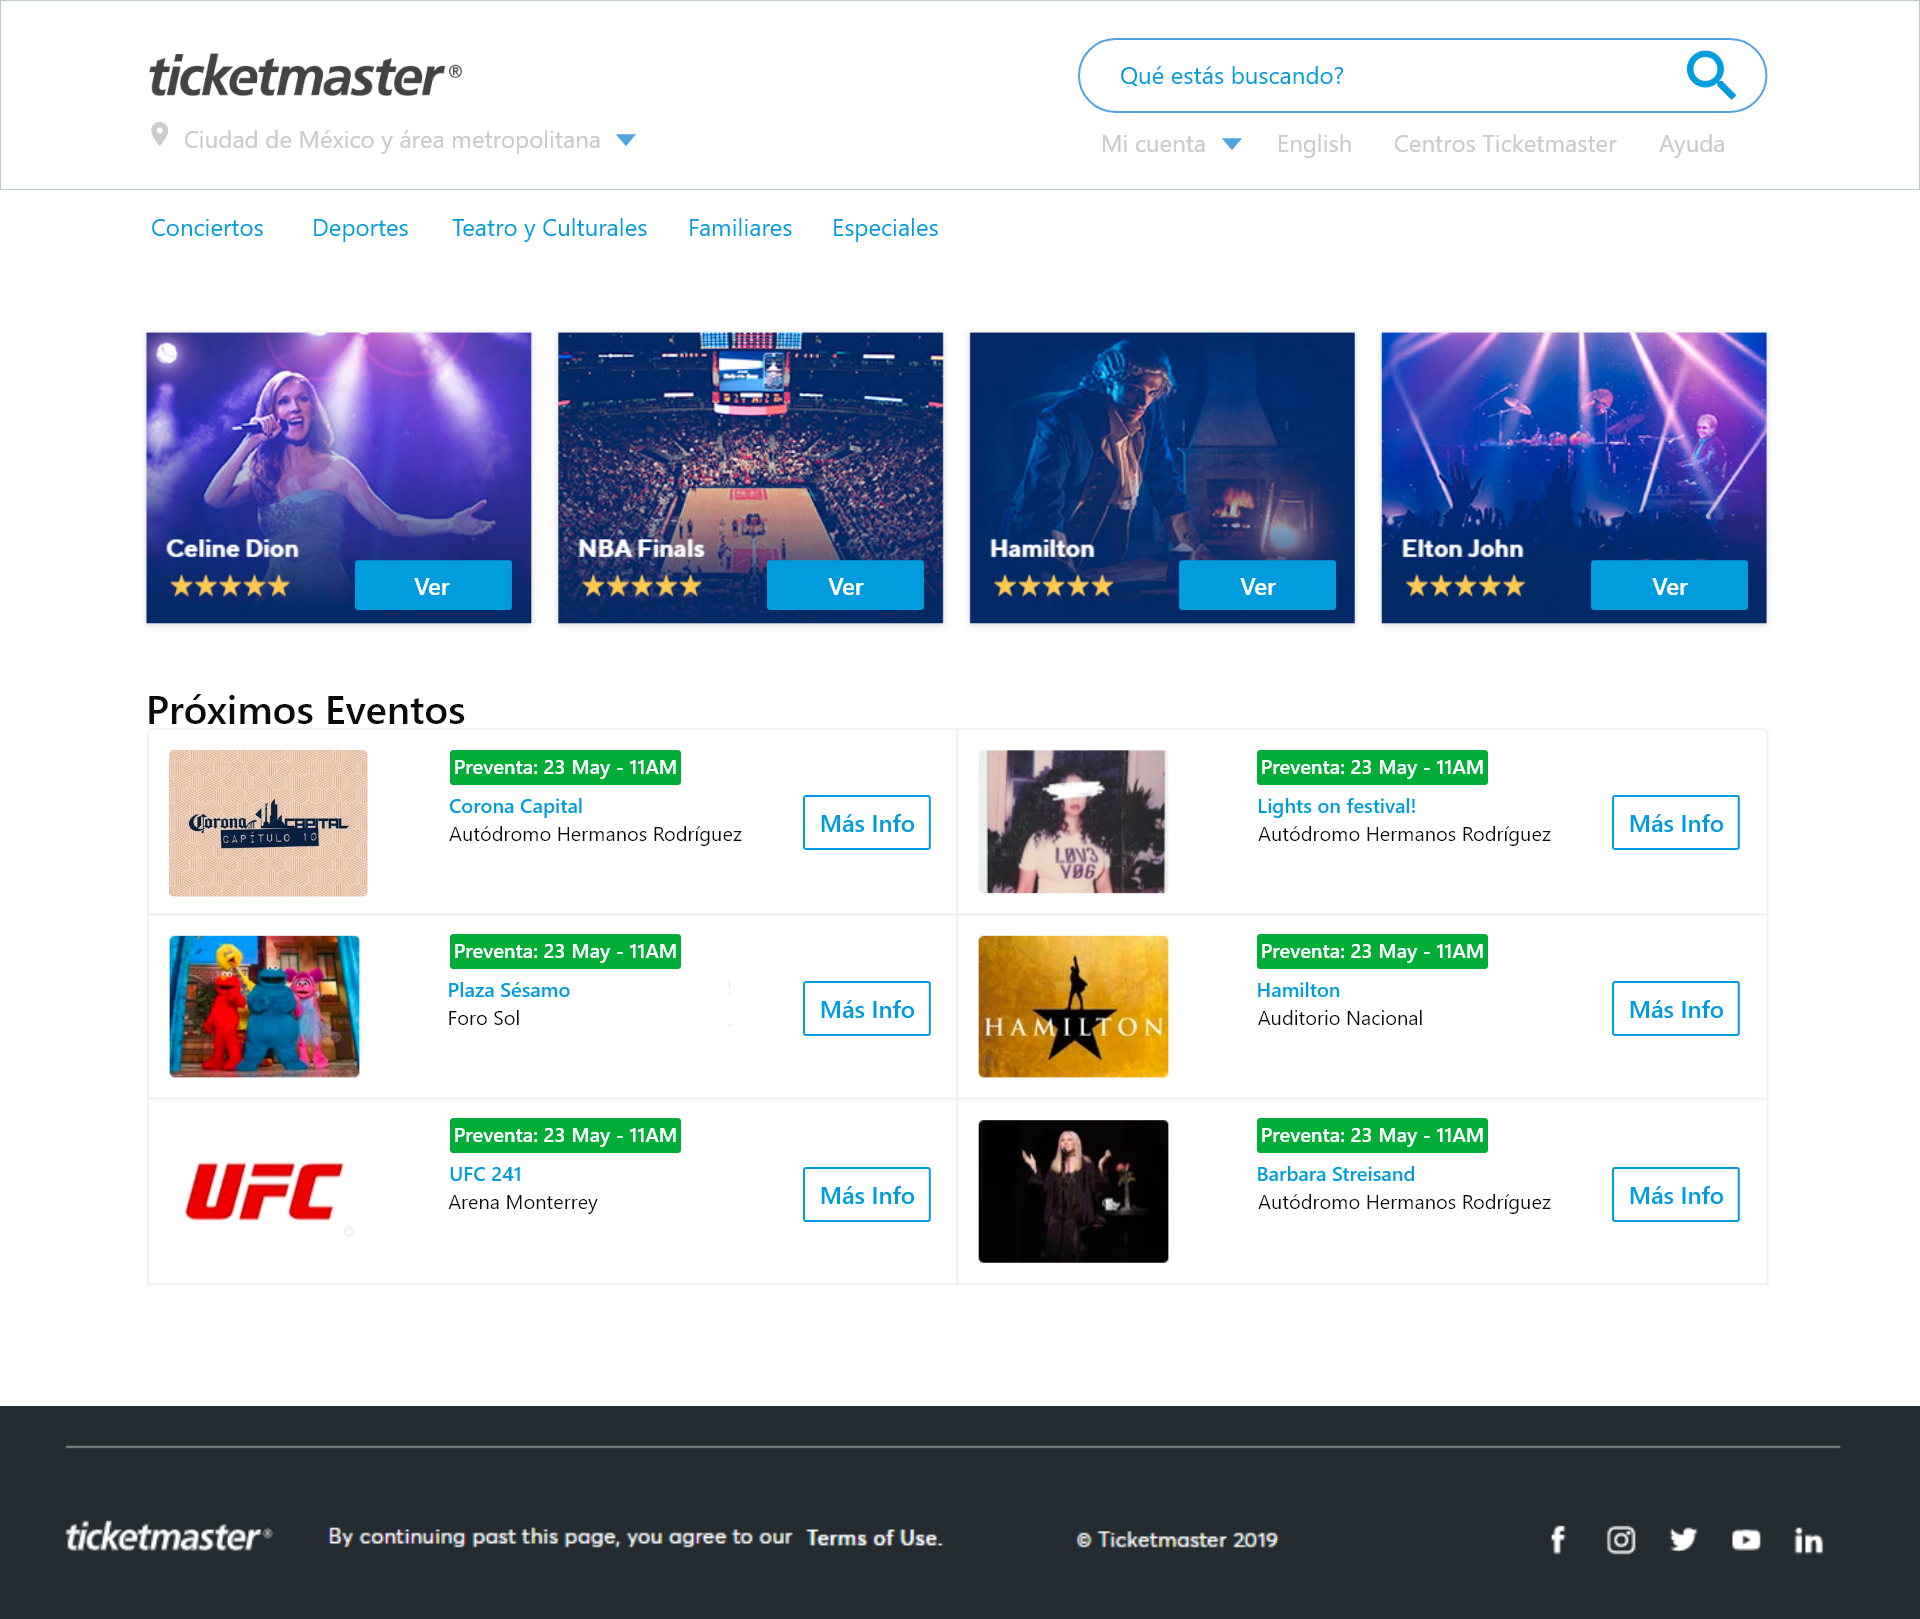 ticketmaster®
Qué estás buscando?
Ciudad de México y área metropolitana
Mi cuenta English Centros Ticketmaster Ayuda
Conciertos Deportes Teatro y Culturales Familiares Especiales
Celine Dion
Ver
NBA Finals
Ver
Hamilton
Ver
Elton John
Ver
Próximos Eventos
Corona CAPITAL
CAPÍTULO 10
Preventa: 23 May - 11AM
Corona Capital
Autódromo Hermanos Rodríguez
Más Info
LØV3
YØG
Preventa: 23 May - 11AM
Lights on festival!
Autódromo Hermanos Rodríguez
Más Info
Preventa: 23 May - 11AM
Plaza Sésamo
Foro Sol
Más Info
HAMILTON
Preventa: 23 May - 11AM
Hamilton
Auditorio Nacional
Más Info
UFC
Preventa: 23 May - 11AM
UFC 241
Arena Monterrey
Más Info
Preventa: 23 May - 11AM
Barbara Streisand
Autódromo Hermanos Rodríguez
Más Info
ticketmaster®
By continuing past this page, you agree to our Terms of Use.
© Ticketmaster 2019